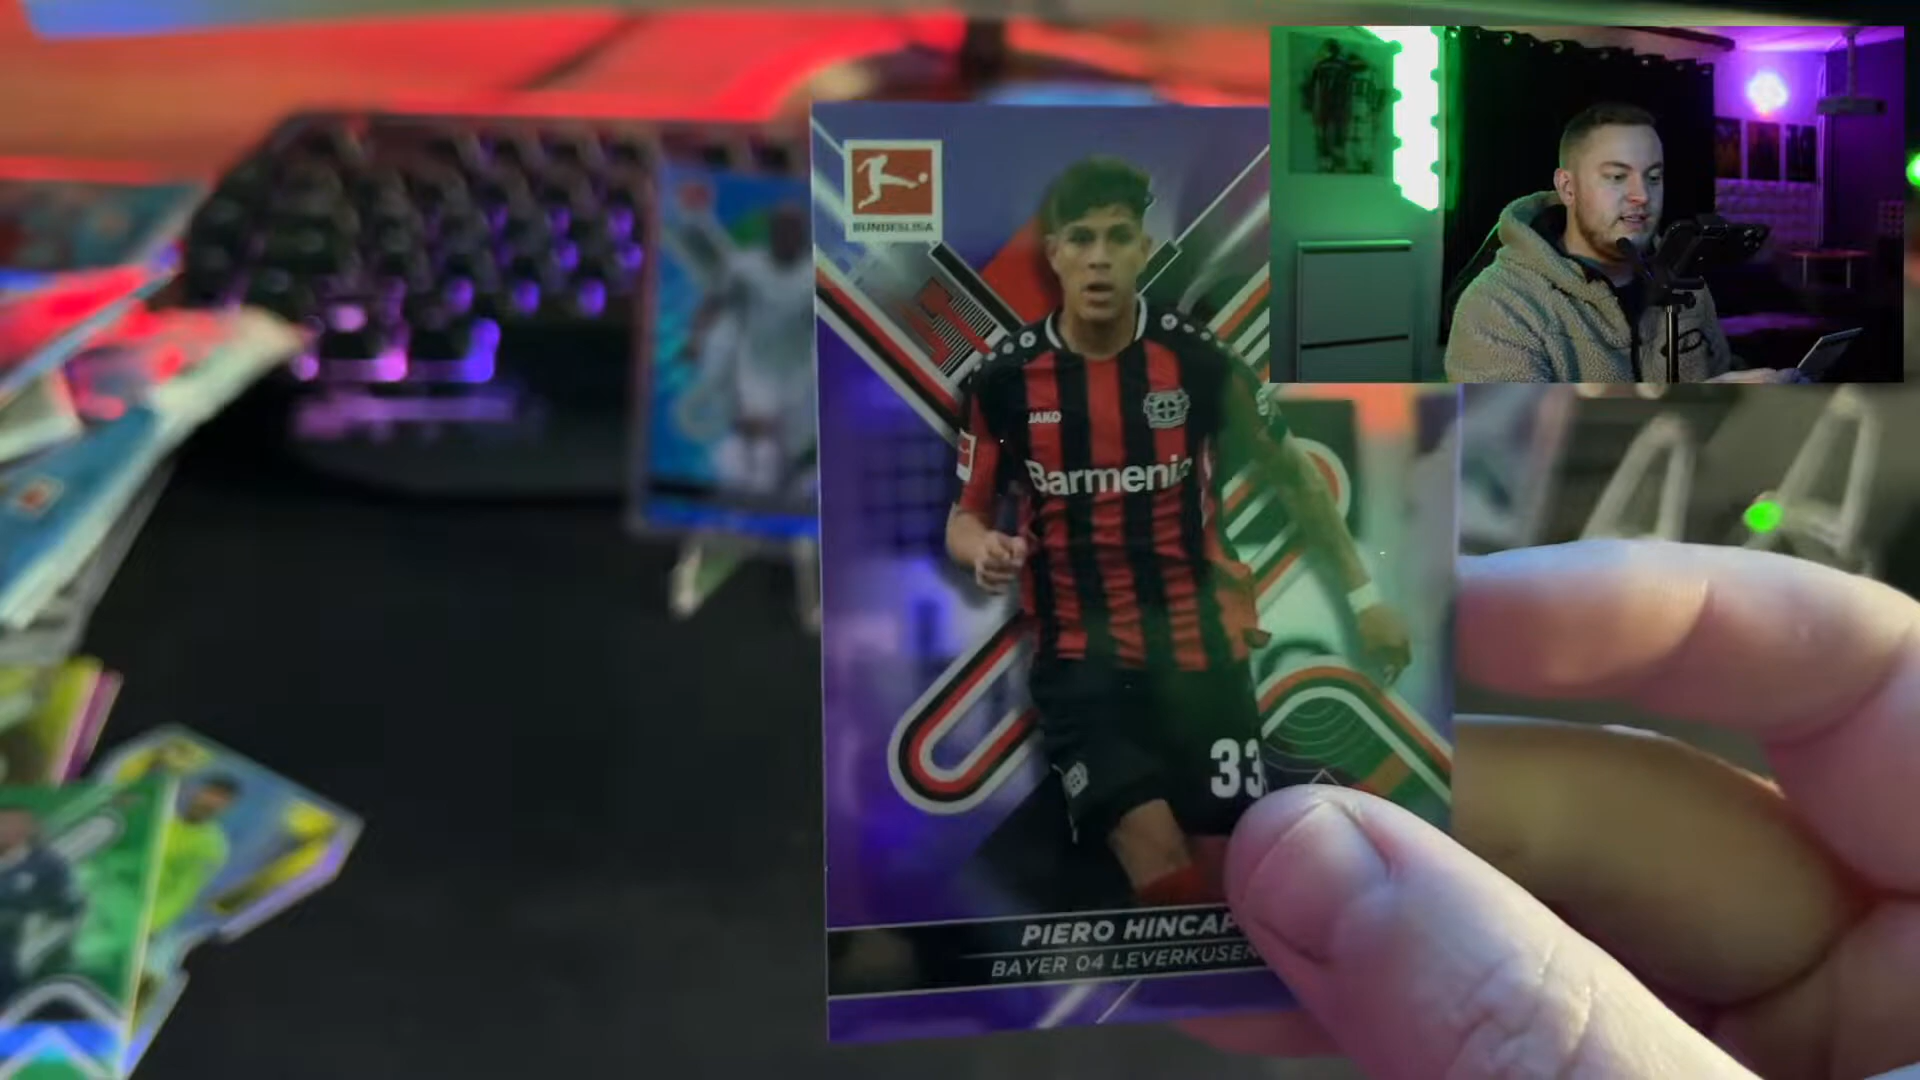 BUNDESLIGA
JAKO
Barmenia
33
PIERO HINCAP
BAYER 04 LEVERKUSEN